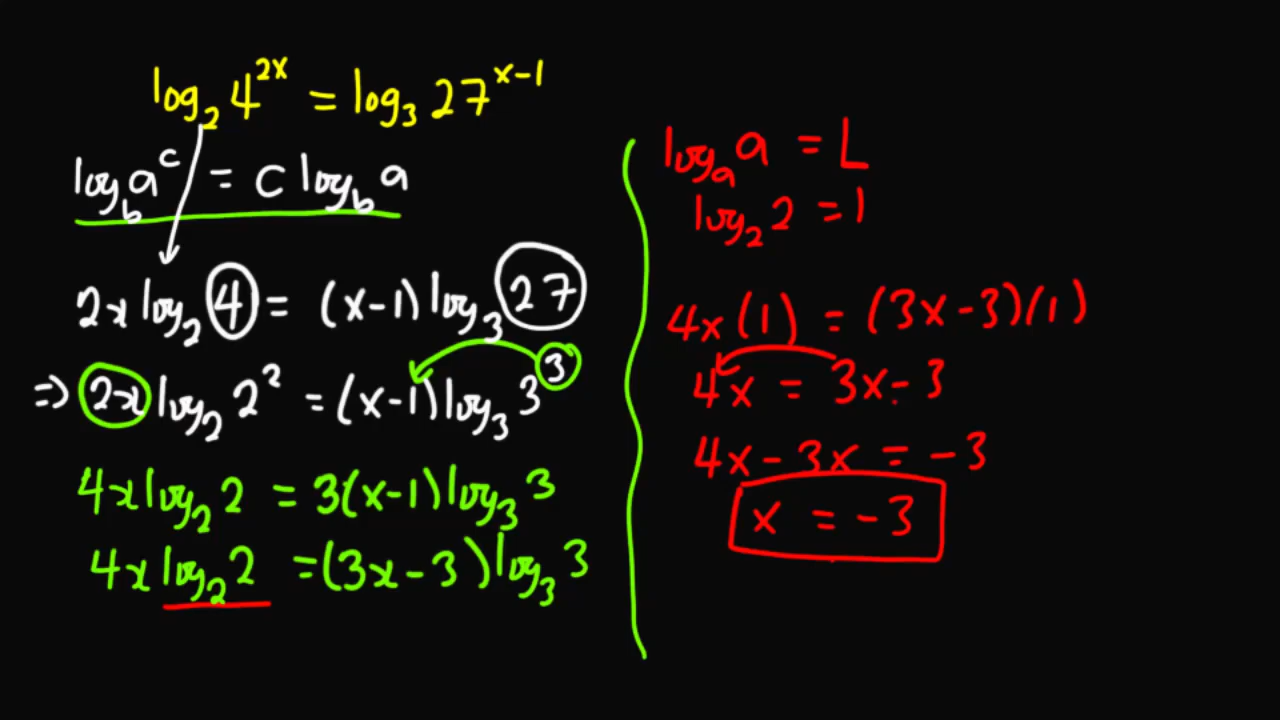 log₂ 4^(2x) = log₃ 27^(x-1)
log_b a^c = c log_b a
2x log₂ 4 = (x-1) log₃ 27
⇒ 2x log₂ 2² = (x-1) log₃ 3³
4x log₂ 2 = 3(x-1) log₃ 3
4x log₂ 2 = (3x-3) log₃ 3
log_a a = 1
log₂ 2 = 1
4x (1) = (3x-3)(1)
4x = 3x-3
4x - 3x = -3
x = -3